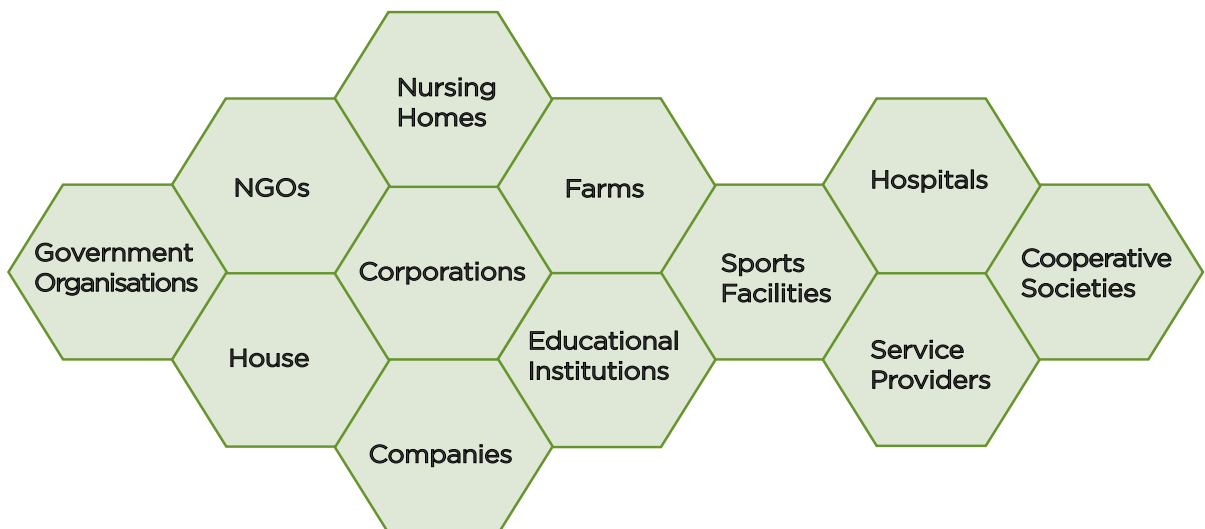 Nursing
Homes
NGOs
Farms
Hospitals
Government
Organisations
Corporations
Sports
Facilities
Cooperative
Societies
House
Educational
Institutions
Service
Providers
Companies